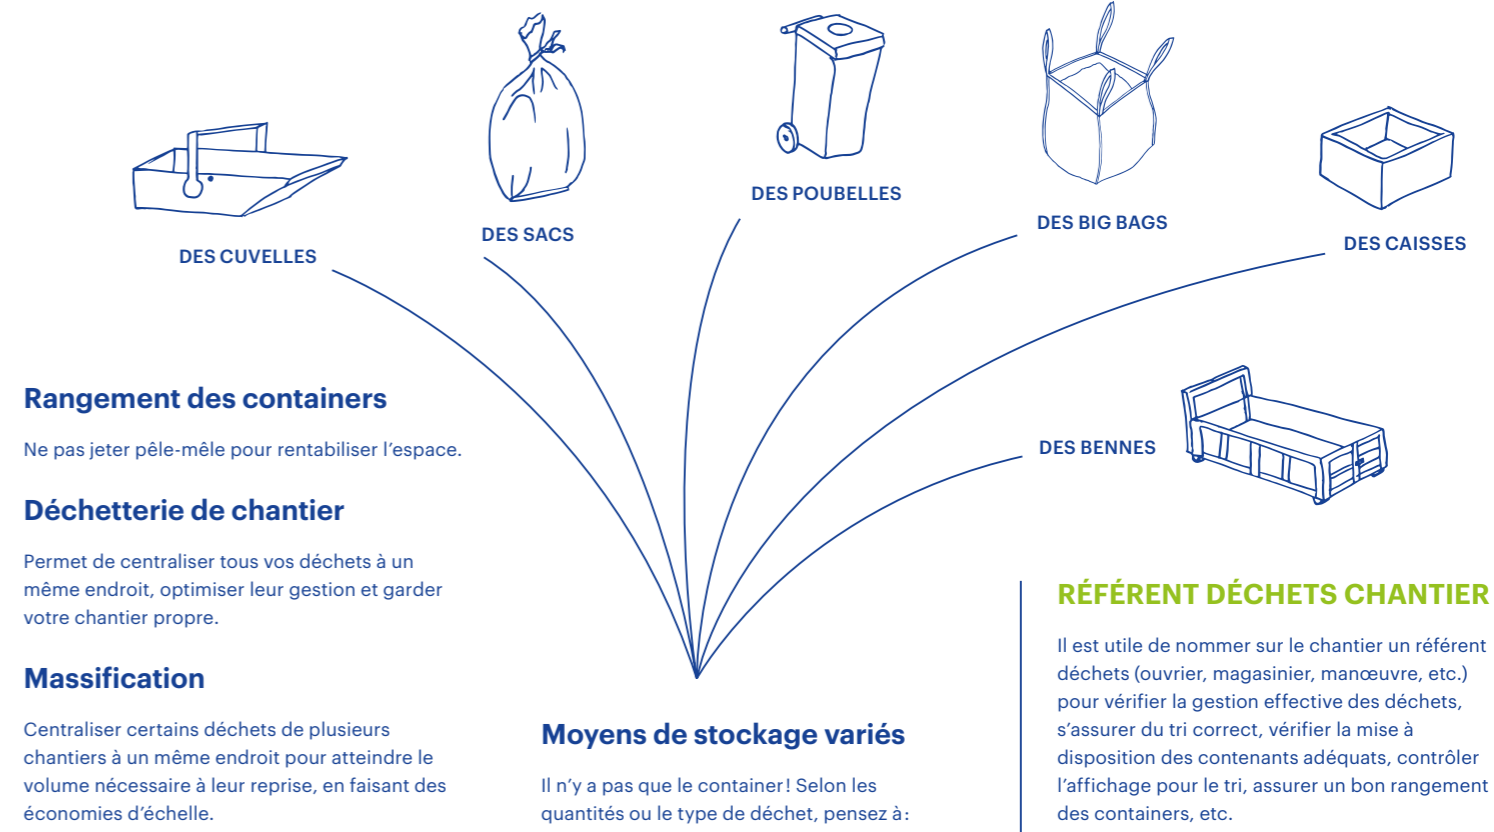 DES CUVELLES
DES SACS
DES POUBELLES
DES BIG BAGS
DES CAISSES
DES BENNES
Rangement des containers
Ne pas jeter pêle-mêle pour rentabiliser l’espace.
Déchetterie de chantier
Permet de centraliser tous vos déchets à un
même endroit, optimiser leur gestion et garder
votre chantier propre.
Massification
Centraliser certains déchets de plusieurs
chantiers à un même endroit pour atteindre le
volume nécessaire à leur reprise, en faisant des
économies d’échelle.
Moyens de stockage variés
Il n’y a pas que le container! Selon les
quantités ou le type de déchet, pensez à:
RÉFÉRENT DÉCHETS CHANTIER
Il est utile de nommer sur le chantier un référent
déchets (ouvrier, magasinier, manœuvre, etc.)
pour vérifier la gestion effective des déchets,
s’assurer du tri correct, vérifier la mise à
disposition des contenants adéquats, contrôler
l’affichage pour le tri, assurer un bon rangement
des containers, etc.